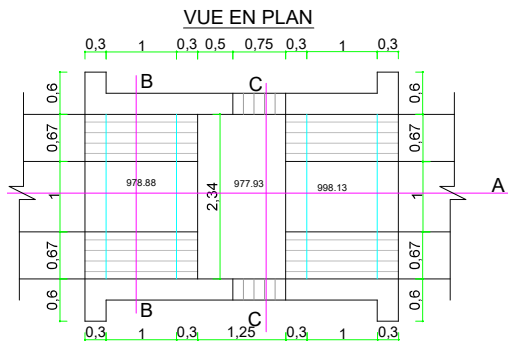 VUE EN PLAN
0,3 1 0,3 0,5 0,75 0,3 1 0,3
B C
0,6 0,6
0,67 0,67
978.88 977.93 998.13
1 2,34 1 A
0,67 0,67
0,6 0,6
B C
0,3 1 0,3 1,25 0,3 1 0,3